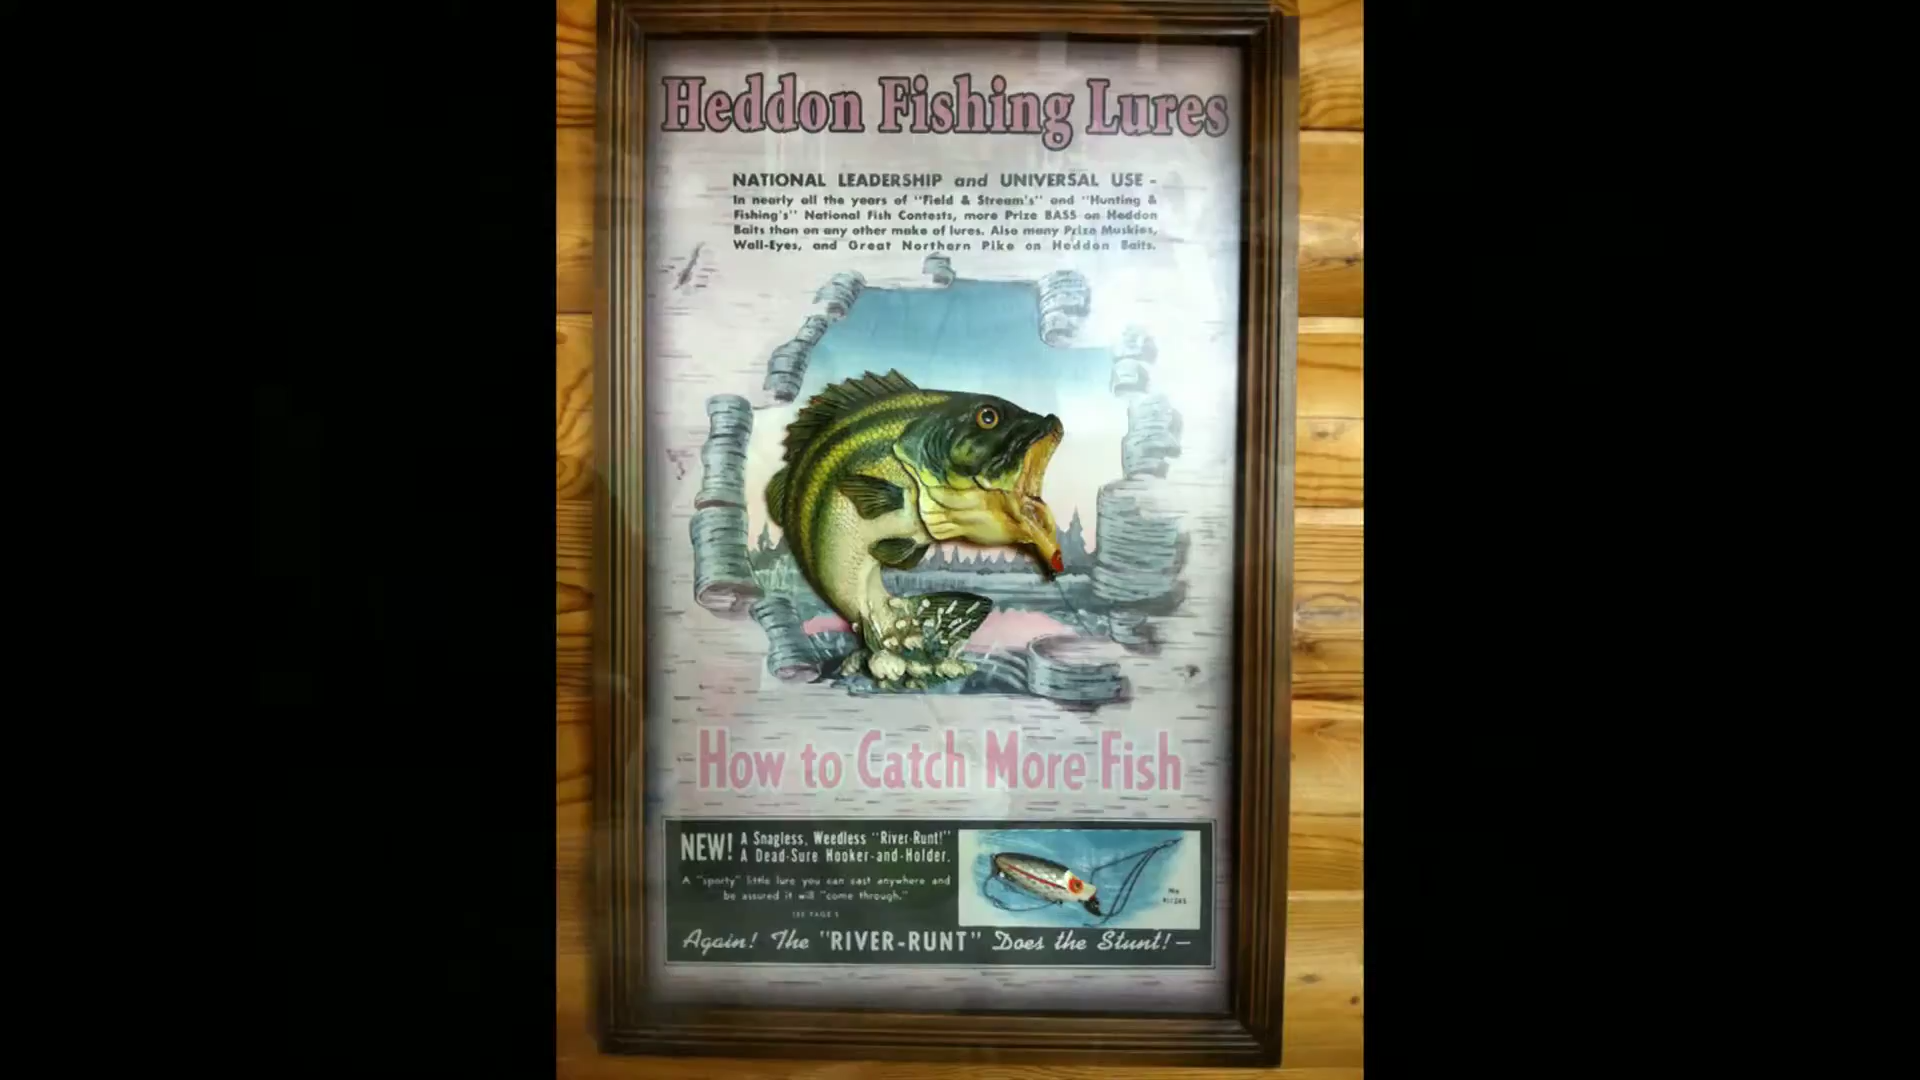 Heddon Fishing Lures
NATIONAL LEADERSHIP and UNIVERSAL USE -
In nearly all the years of "Field & Stream's" and "Hunting &
Fishing's" National Fish Contests, more Prize BASS on Heddon
Baits than on any other make of lures. Also many Prize Muskies,
Wall-Eyes, and Great Northern Pike on Heddon Baits.
How to Catch More Fish
NEW! A Snagless, Weedless "River-Runt!"
A Dead-Sure Hooker-and-Holder.
A "sporty" little lure you can cast anywhere and
be assured it will "come through."
SEE PAGE 5
Again! The "RIVER-RUNT" Does the Stunt!—